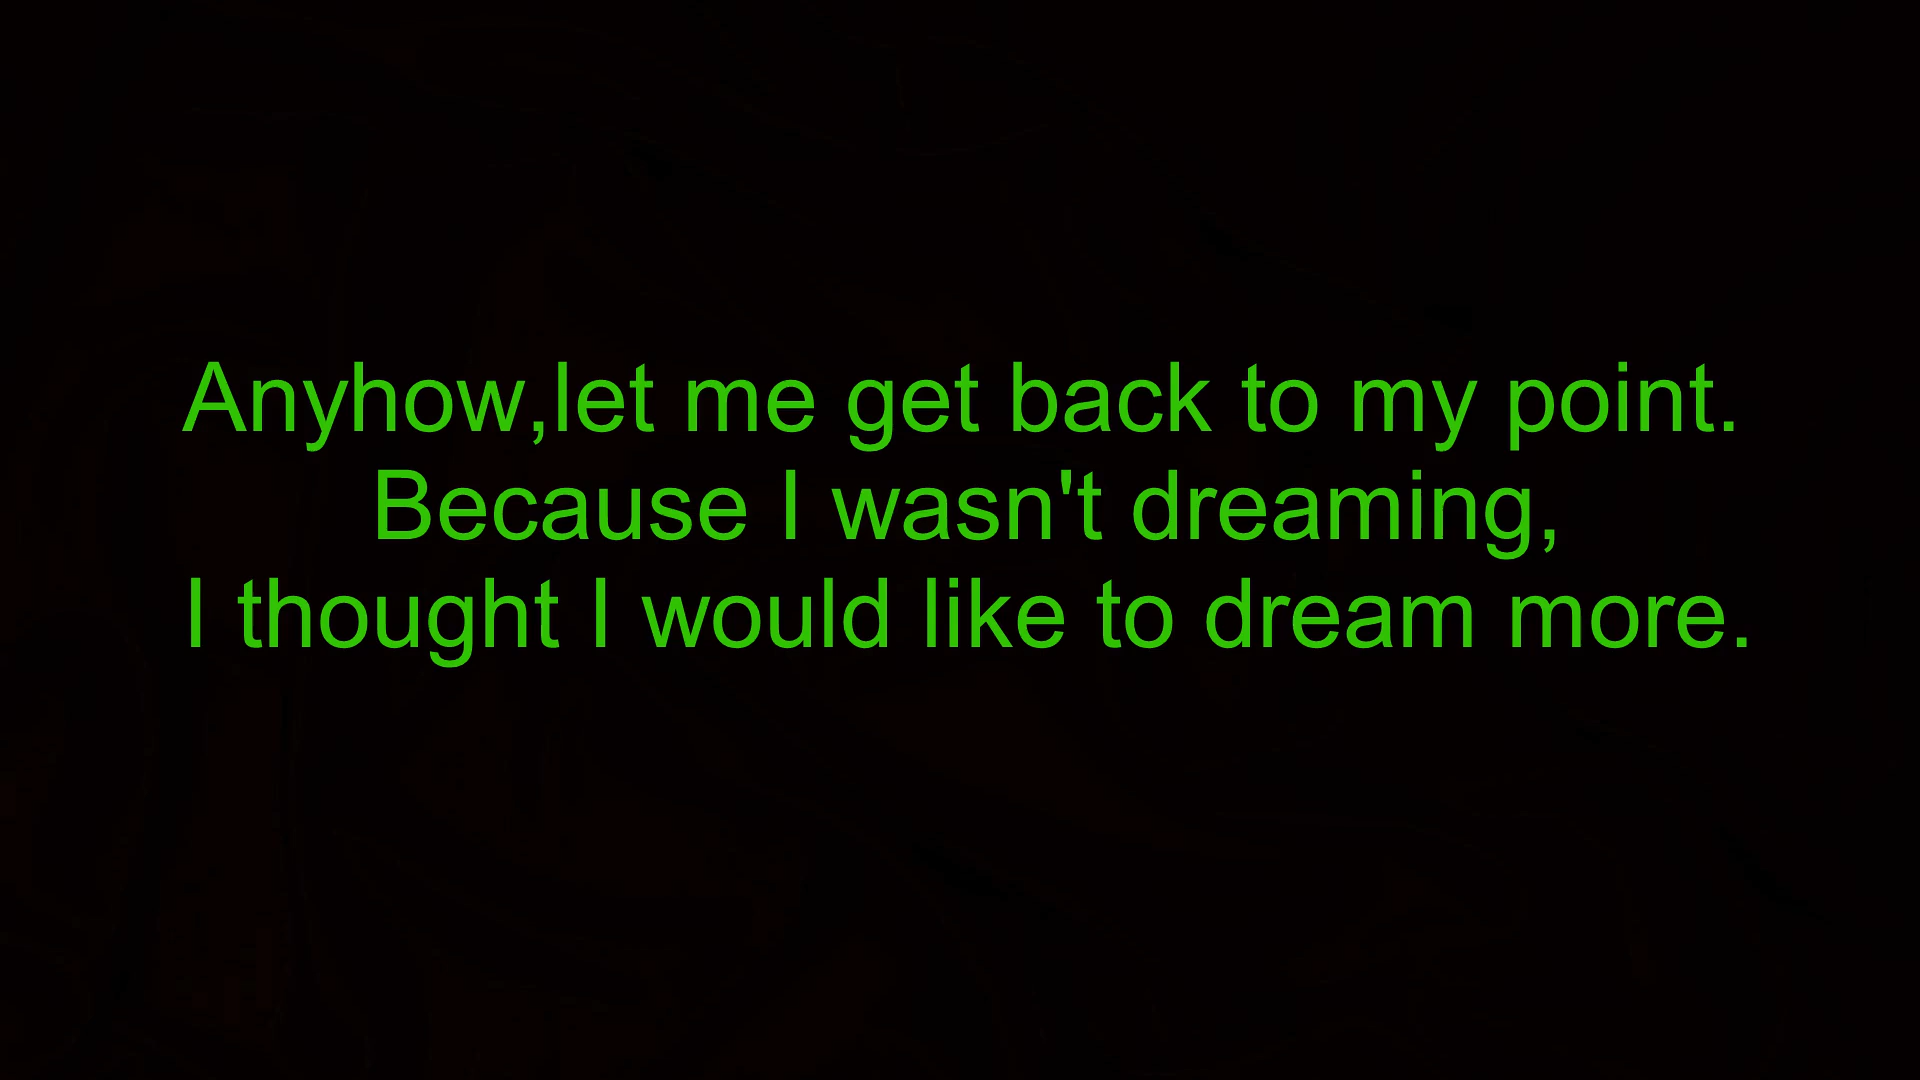 Anyhow,let me get back to my point.
Because I wasn't dreaming,
I thought I would like to dream more.